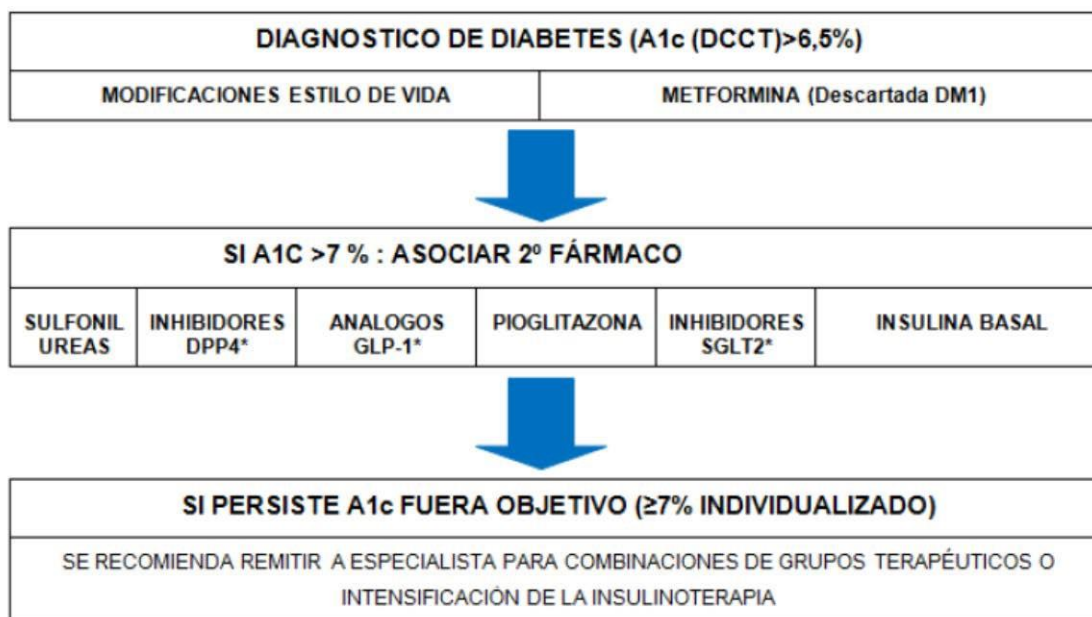 DIAGNOSTICO DE DIABETES (A1c (DCCT)>6,5%)
MODIFICACIONES ESTILO DE VIDA
METFORMINA (Descartada DM1)
SI A1C >7 % : ASOCIAR 2º FÁRMACO
SULFONIL
UREAS
INHIBIDORES
DPP4*
ANALOGOS
GLP-1*
PIOGLITAZONA
INHIBIDORES
SGLT2*
INSULINA BASAL
SI PERSISTE A1c FUERA OBJETIVO (≥7% INDIVIDUALIZADO)
SE RECOMIENDA REMITIR A ESPECIALISTA PARA COMBINACIONES DE GRUPOS TERAPÉUTICOS O
INTENSIFICACIÓN DE LA INSULINOTERAPIA